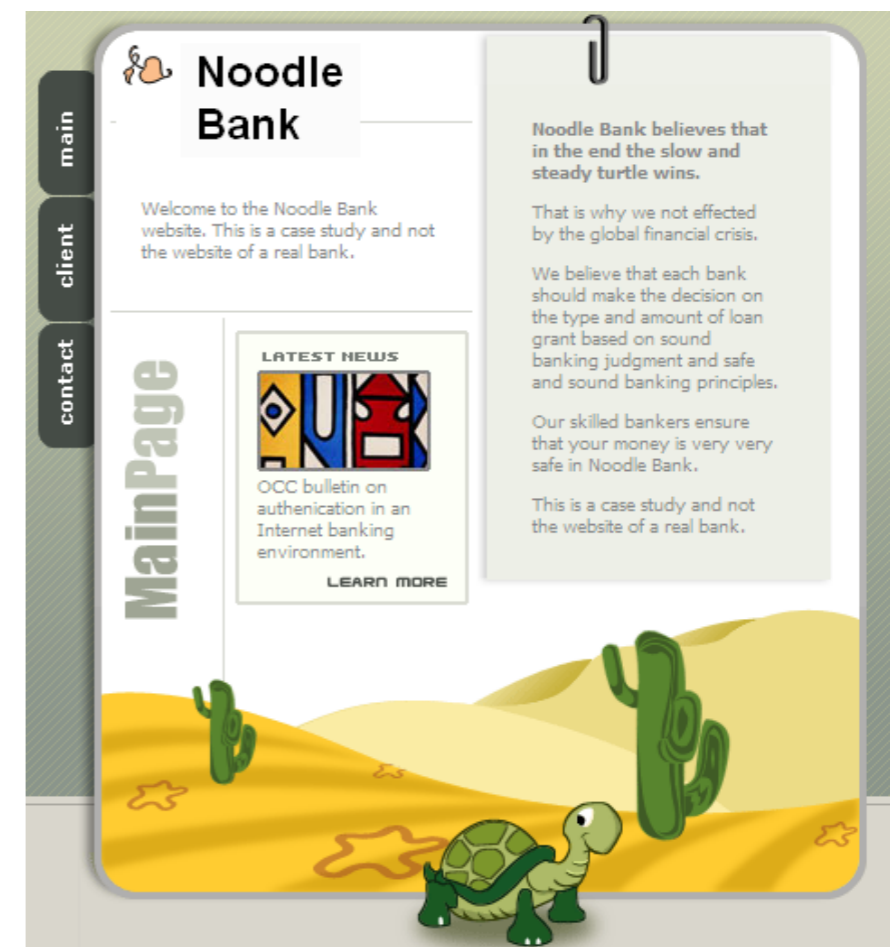 main
client
contact
Noodle
Bank
Welcome to the Noodle Bank
website. This is a case study and not
the website of a real bank.
MainPage
LATEST NEWS
OCC bulletin on
authenication in an
Internet banking
environment.
LEARN MORE
Noodle Bank believes that
in the end the slow and
steady turtle wins.
That is why we not effected
by the global financial crisis.
We believe that each bank
should make the decision on
the type and amount of loan
grant based on sound
banking judgment and safe
and sound banking principles.
Our skilled bankers ensure
that your money is very very
safe in Noodle Bank.
This is a case study and not
the website of a real bank.